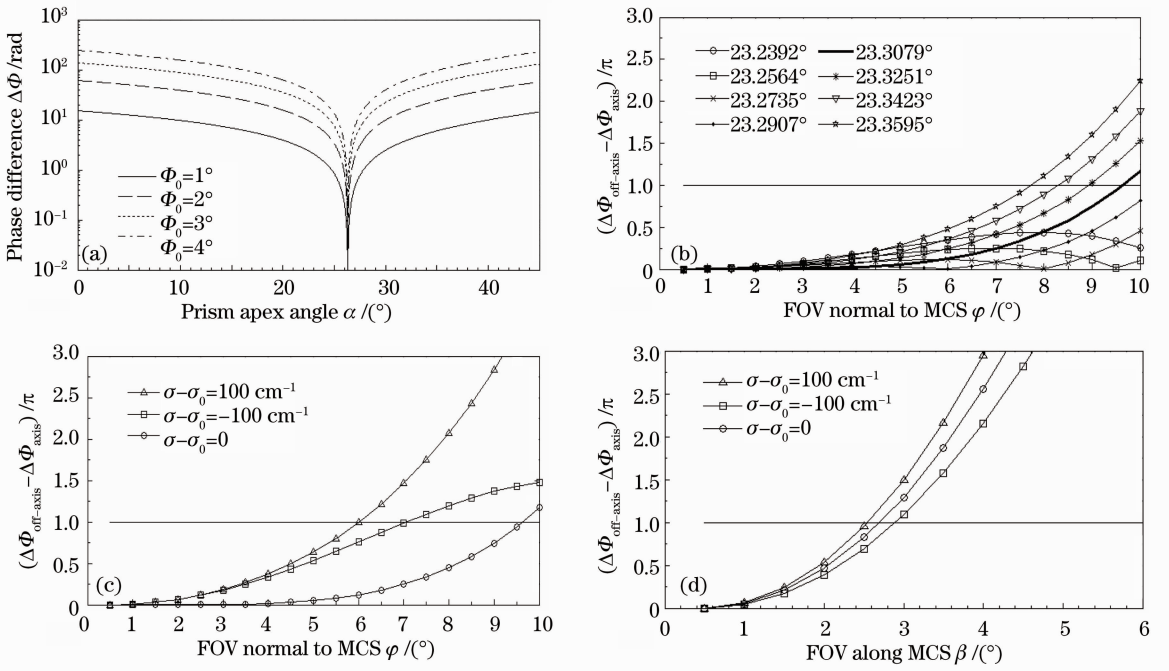 10³
10²
10¹
10⁰
10⁻¹
10⁻²
Phase difference ΔΦ /rad
Φ₀=1°
Φ₀=2°
Φ₀=3°
Φ₀=4°
(a)
0 10 20 30 40
Prism apex angle α /(°)
3.0
2.5
2.0
1.5
1.0
0.5
0
(ΔΦoff−axis−ΔΦaxis) /π
23.2392° 23.3079°
23.2564° 23.3251°
23.2735° 23.3423°
23.2907° 23.3595°
(b)
0 1 2 3 4 5 6 7 8 9 10
FOV normal to MCS φ /(°)
3.0
2.5
2.0
1.5
1.0
0.5
0
(ΔΦoff−axis−ΔΦaxis) /π
σ−σ₀=100 cm⁻¹
σ−σ₀=−100 cm⁻¹
σ−σ₀=0
(c)
0 1 2 3 4 5 6 7 8 9 10
FOV normal to MCS φ /(°)
3.0
2.5
2.0
1.5
1.0
0.5
0
(ΔΦoff−axis−ΔΦaxis) /π
σ−σ₀=100 cm⁻¹
σ−σ₀=−100 cm⁻¹
σ−σ₀=0
(d)
0 1 2 3 4 5 6
FOV along MCS β /(°)